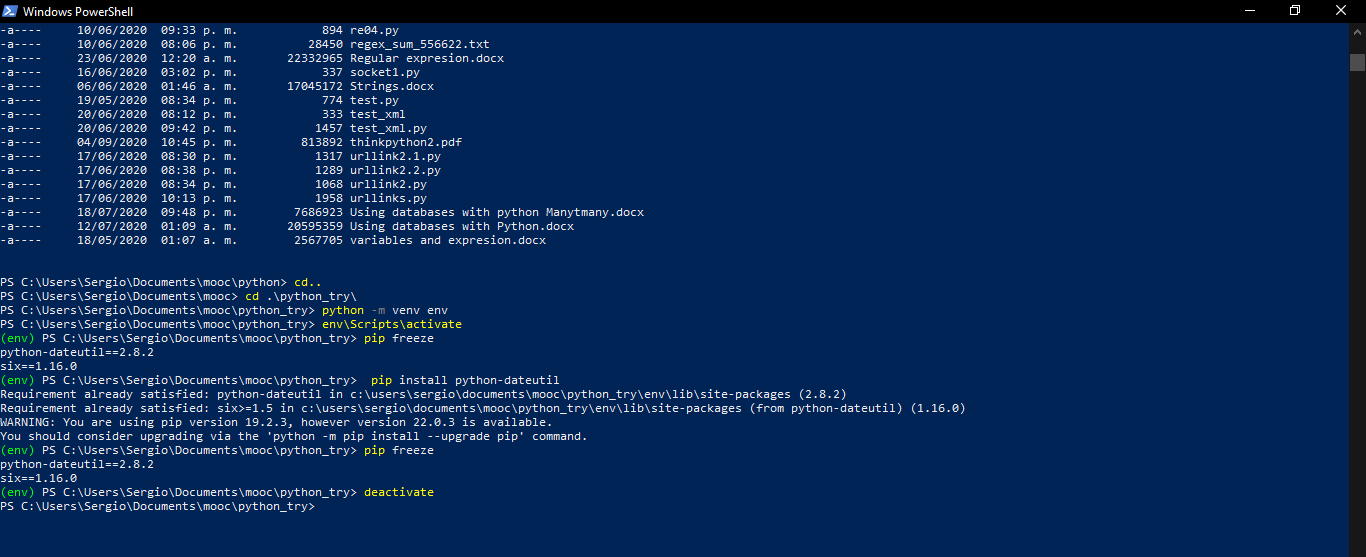 Windows PowerShell
-a---- 10/06/2020 09:33 p. m. 894 re04.py
-a---- 10/06/2020 08:06 p. m. 28450 regex_sum_556622.txt
-a---- 23/06/2020 12:20 a. m. 22332965 Regular expresion.docx
-a---- 16/06/2020 03:02 p. m. 337 socket1.py
-a---- 06/06/2020 01:46 a. m. 17045172 Strings.docx
-a---- 19/05/2020 08:34 p. m. 774 test.py
-a---- 20/06/2020 08:12 p. m. 333 test_xml
-a---- 20/06/2020 09:42 p. m. 1457 test_xml.py
-a---- 04/09/2020 10:45 p. m. 813892 thinkpython2.pdf
-a---- 17/06/2020 08:30 p. m. 1317 urllink2.1.py
-a---- 17/06/2020 08:38 p. m. 1289 urllink2.2.py
-a---- 17/06/2020 08:34 p. m. 1068 urllink2.py
-a---- 17/06/2020 10:13 p. m. 1958 urllinks.py
-a---- 18/07/2020 09:48 p. m. 7686923 Using databases with python Manytmany.docx
-a---- 12/07/2020 01:09 a. m. 20595359 Using databases with Python.docx
-a---- 18/05/2020 01:07 a. m. 2567705 variables and expresion.docx
PS C:\Users\Sergio\Documents\mooc\python> cd..
PS C:\Users\Sergio\Documents\mooc> cd .\python_try\
PS C:\Users\Sergio\Documents\mooc\python_try> python -m venv env
PS C:\Users\Sergio\Documents\mooc\python_try> env\Scripts\activate
(env) PS C:\Users\Sergio\Documents\mooc\python_try> pip freeze
python-dateutil==2.8.2
six==1.16.0
(env) PS C:\Users\Sergio\Documents\mooc\python_try>  pip install python-dateutil
Requirement already satisfied: python-dateutil in c:\users\sergio\documents\mooc\python_try\env\lib\site-packages (2.8.2)
Requirement already satisfied: six>=1.5 in c:\users\sergio\documents\mooc\python_try\env\lib\site-packages (from python-dateutil) (1.16.0)
WARNING: You are using pip version 19.2.3, however version 22.0.3 is available.
You should consider upgrading via the 'python -m pip install --upgrade pip' command.
(env) PS C:\Users\Sergio\Documents\mooc\python_try> pip freeze
python-dateutil==2.8.2
six==1.16.0
(env) PS C:\Users\Sergio\Documents\mooc\python_try> deactivate
PS C:\Users\Sergio\Documents\mooc\python_try>